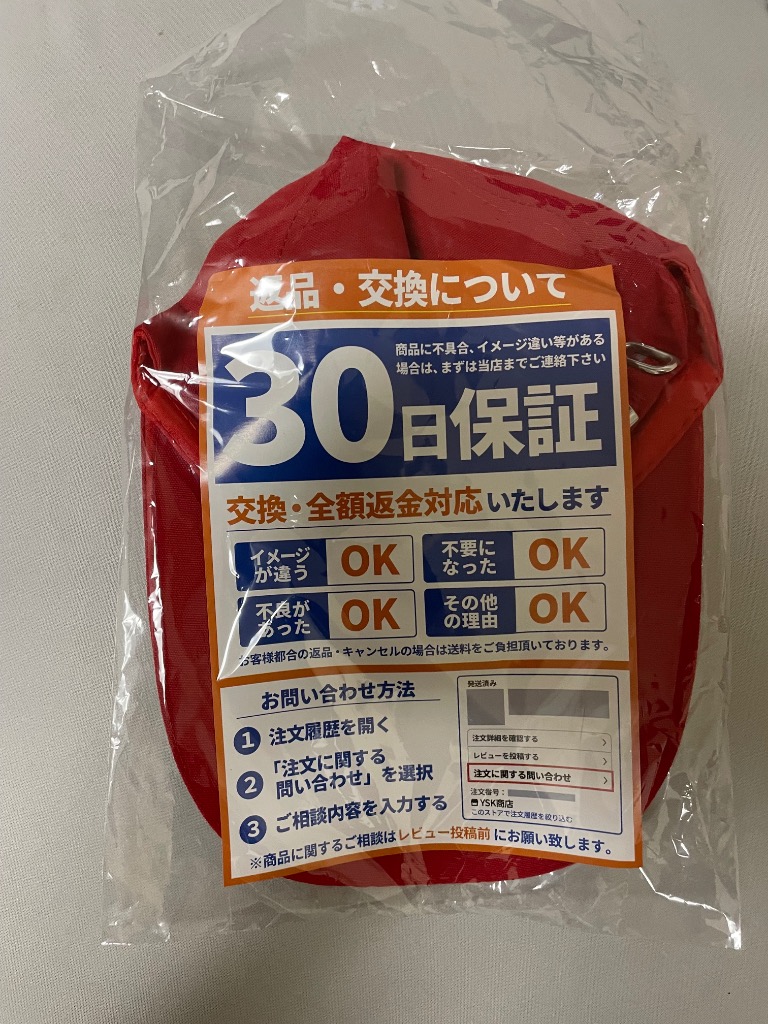 返品・交換について
商品に不具合、イメージ違い等がある
場合は、まずは当店までご連絡下さい
30日保証
交換・全額返金対応いたします
イメージ
が違う
OK
不要に
なった
OK
不良が
あった
OK
その他
の理由
OK
お客様都合の返品・キャンセルの場合は送料をご負担頂いております。
お問い合わせ方法
1 注文履歴を開く
2 「注文に関する
問い合わせ」を選択
3 ご相談内容を入力する
発送済み
注文詳細を確認する
レビューを投稿する
注文に関する問い合わせ
注文番号：
YSK商店
このストアで注文履歴を絞り込む
※商品に関するご相談はレビュー投稿前にお願い致します。